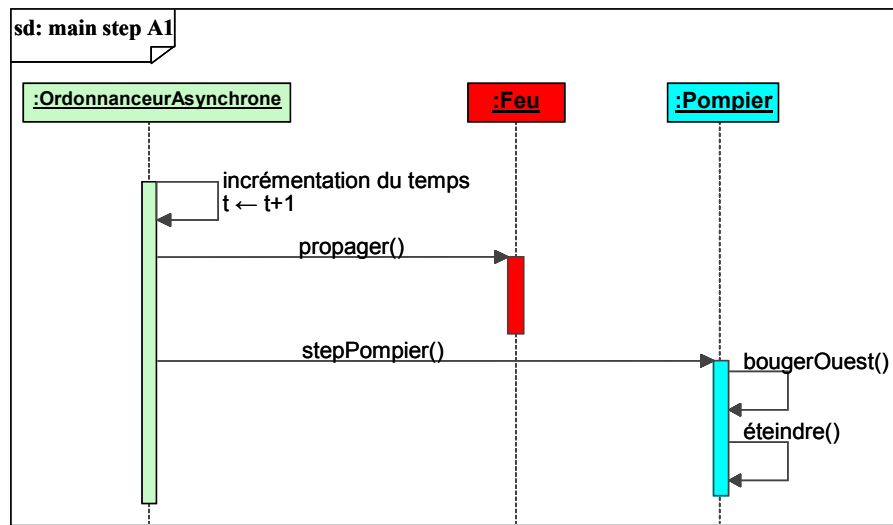 sd: main step A1
:OrdonnanceurAsynchrone
:Feu
:Pompier
incrémentation du temps
t ← t+1
propager()
stepPompier()
bougerOuest()
éteindre()